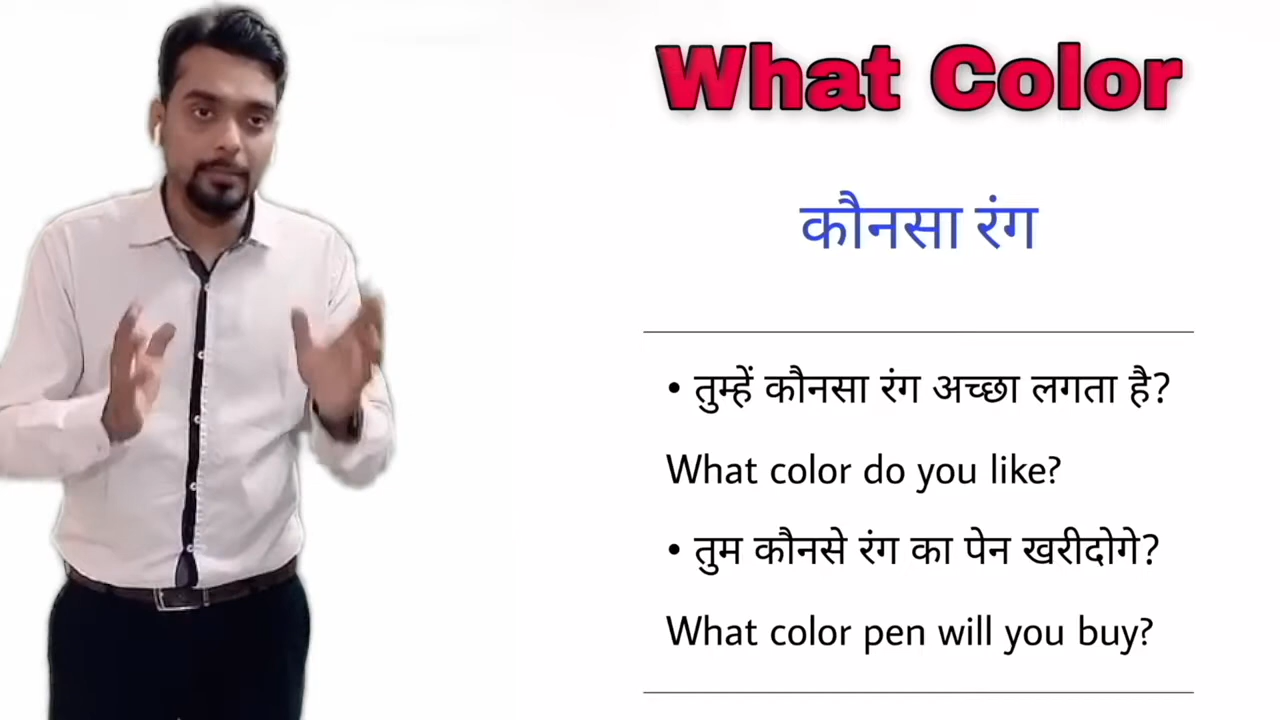 What Color
कौनसा रंग
• तुम्हें कौनसा रंग अच्छा लगता है?
What color do you like?
• तुम कौनसे रंग का पेन खरीदोगे?
What color pen will you buy?